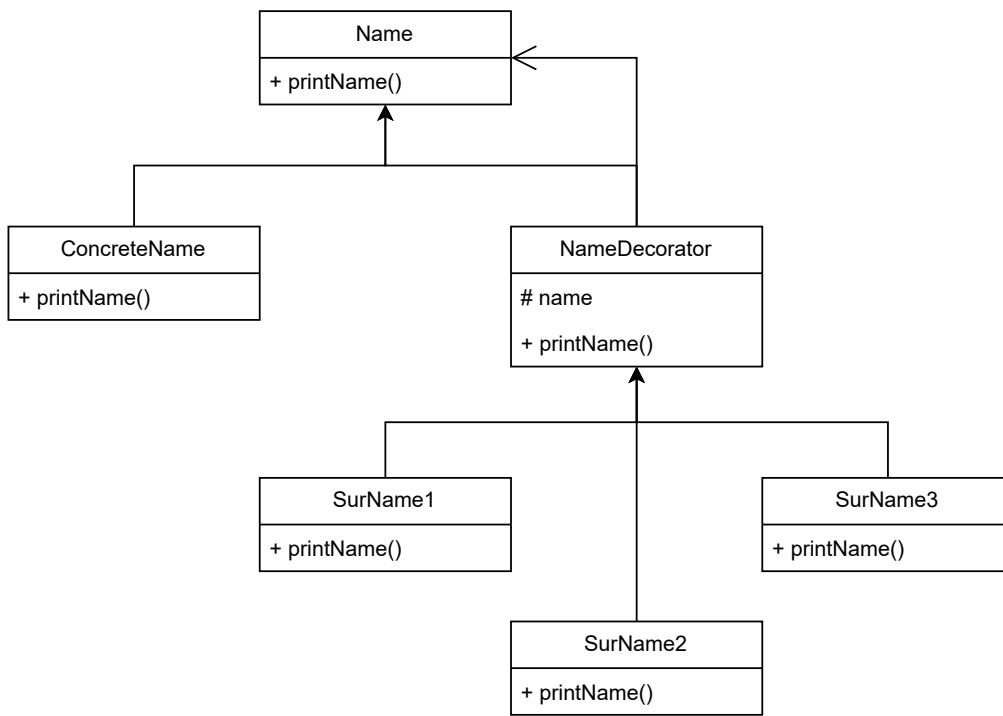 Name
+ printName()
ConcreteName
+ printName()
NameDecorator
# name
+ printName()
SurName1
+ printName()
SurName3
+ printName()
SurName2
+ printName()